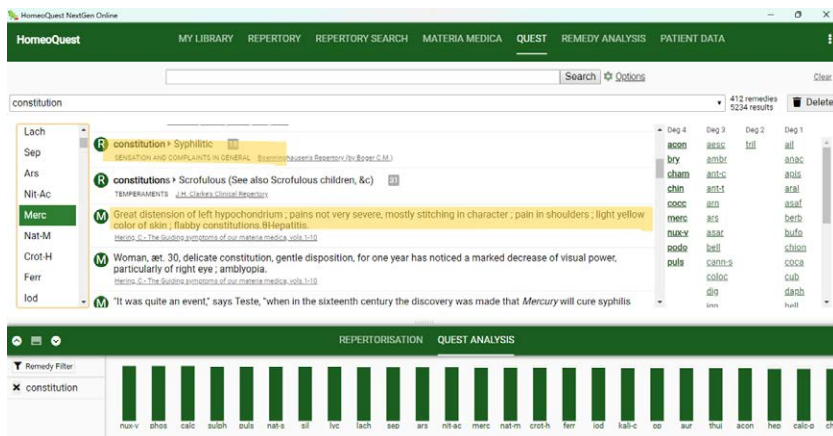 HomeoQuest NextGen Online
HomeoQuest MY LIBRARY REPERTORY REPERTORY SEARCH MATERIA MEDICA QUEST REMEDY ANALYSIS PATIENT DATA
Search Options Clear
constitution 412 remedies 5234 results Delete
Lach
Sep
Ars
Nit-Ac
Merc
Nat-M
Crot-H
Ferr
Iod
R constitution Syphilitic
SENSATION AND COMPLAINTS IN GENERAL Boenninghausen's Repertory (by Boger C.M.)
R constitutions Scrofulous (See also Scrofulous children, &c) 21
TEMPERAMENTS J.H. Clarke's Clinical Repertory
M Great distension of left hypochondrium ; pains not very severe, mostly stitching in character ; pain in shoulders ; light yellow
color of skin ; flabby constitutions.θHepatitis.
Hering, C - The Guiding symptoms of our materia medica, vols.1-10
M Woman, æt. 30, delicate constitution, gentle disposition, for one year has noticed a marked decrease of visual power,
particularly of right eye ; amblyopia.
Hering, C - The Guiding symptoms of our materia medica, vols.1-10
M "It was quite an event," says Teste, "when in the sixteenth century the discovery was made that Mercury will cure syphilis
Deg 4 Deg 3 Deg 2 Deg 1
acon aesc tril ail
bry ambr anac
cham ant-c apis
chin ant-t aral
cocc arn asaf
merc ars berb
nux-v asar bufo
podo bell chion
puls cann-s coca
coloc cub
dig daph
REPERTORISATION QUEST ANALYSIS
Remedy Filter
constitution
nux-v phos calc sulph puls nat-s sil lyc lach sep ars nit-ac merc nat-m crot-h ferr iod kali-c op aur thuj acon hep calc-p